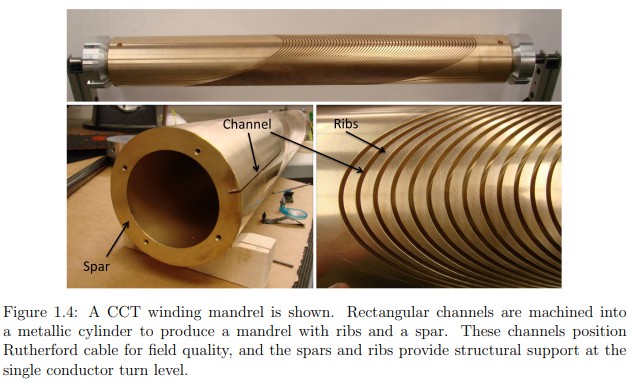 Channel
Ribs
Spar
Figure 1.4: A CCT winding mandrel is shown. Rectangular channels are machined into
a metallic cylinder to produce a mandrel with ribs and a spar. These channels position
Rutherford cable for field quality, and the spars and ribs provide structural support at the
single conductor turn level.